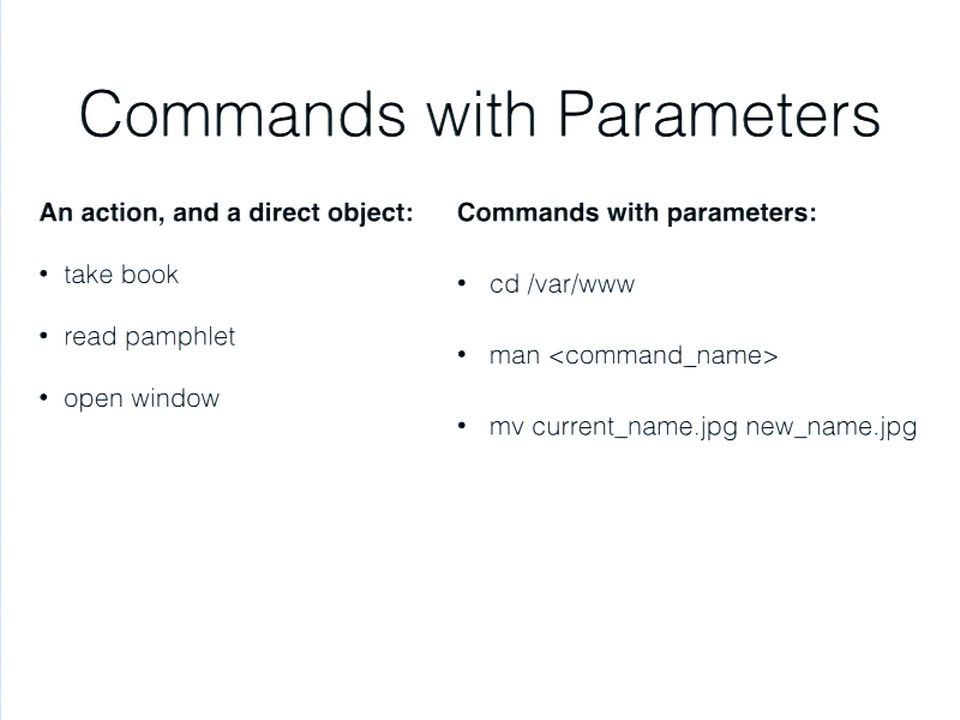 Commands with Parameters
An action, and a direct object:
• take book
• read pamphlet
• open window
Commands with parameters:
• cd /var/www
• man <command_name>
• mv current_name.jpg new_name.jpg